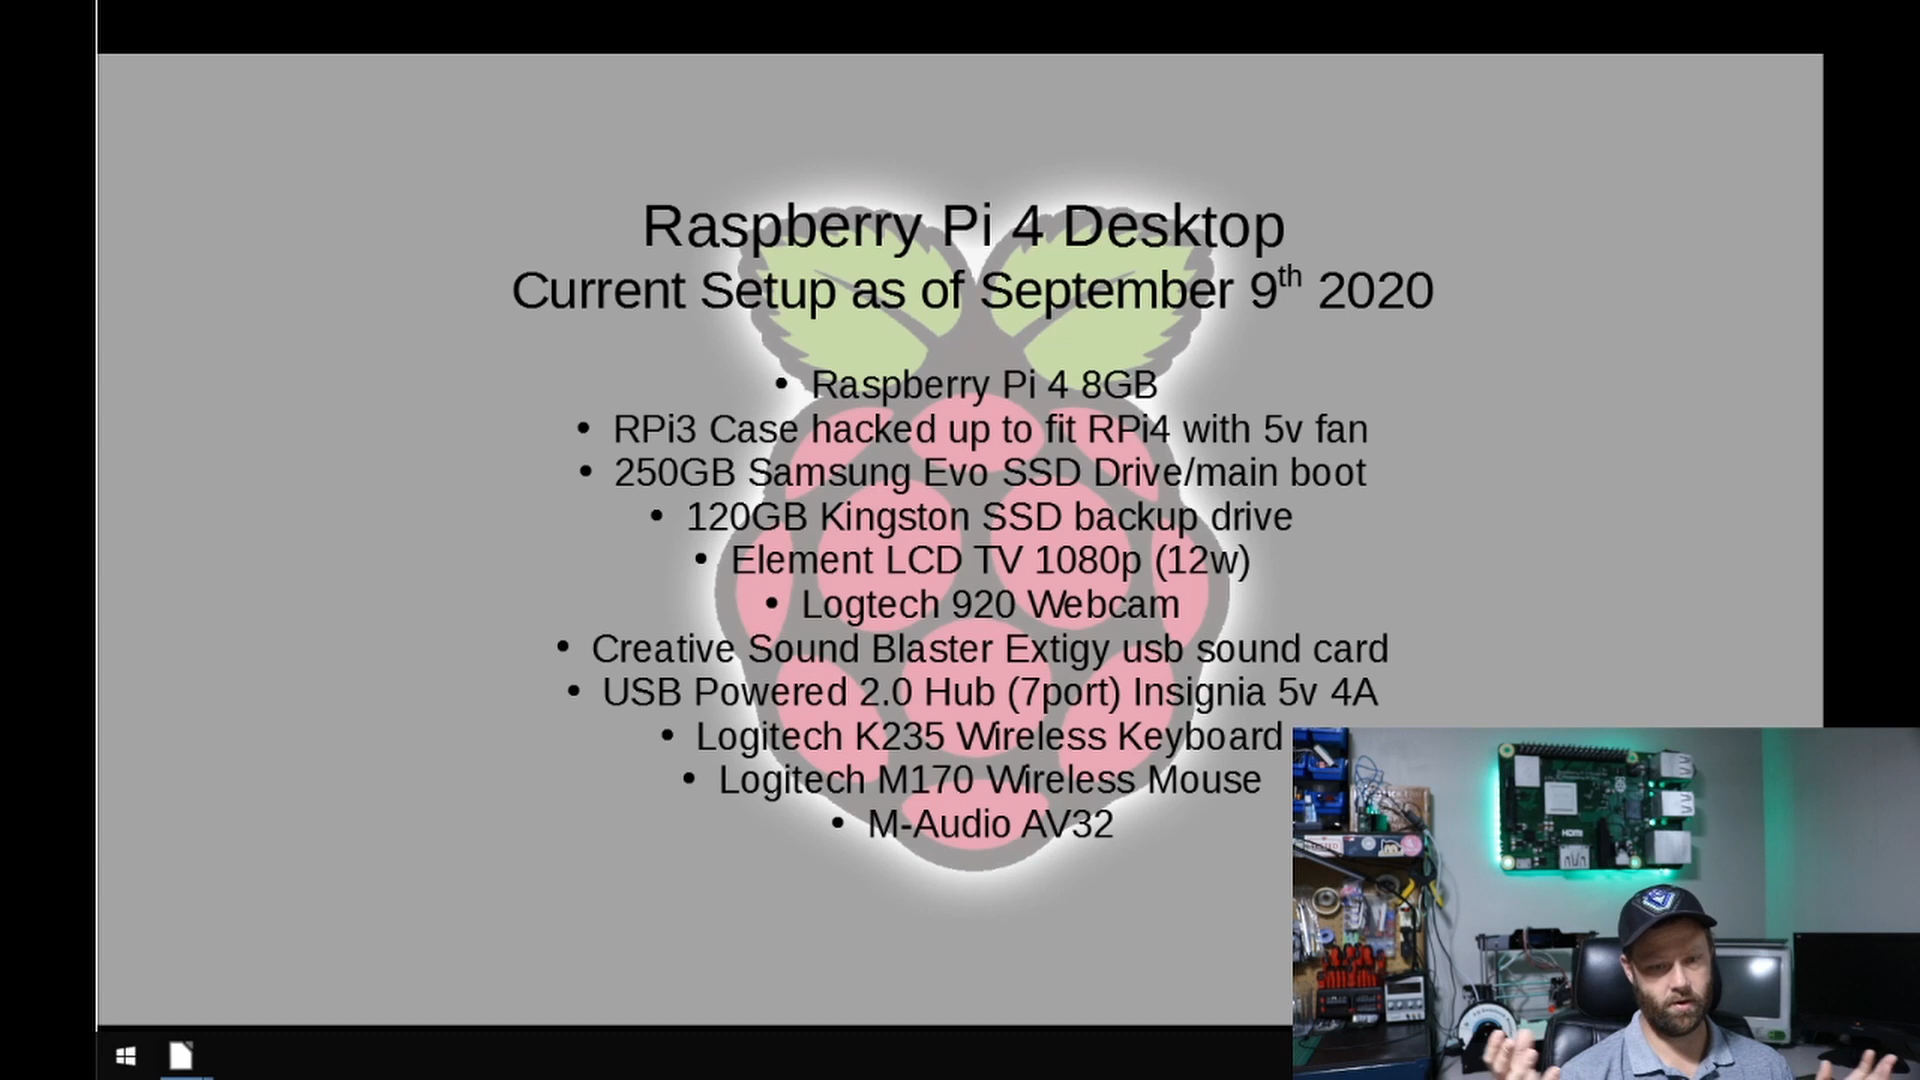 Raspberry Pi 4 Desktop
Current Setup as of September 9th 2020
• Raspberry Pi 4 8GB
• RPi3 Case hacked up to fit RPi4 with 5v fan
• 250GB Samsung Evo SSD Drive/main boot
• 120GB Kingston SSD backup drive
• Element LCD TV 1080p (12w)
• Logtech 920 Webcam
• Creative Sound Blaster Extigy usb sound card
• USB Powered 2.0 Hub (7port) Insignia 5v 4A
• Logitech K235 Wireless Keyboard
• Logitech M170 Wireless Mouse
• M-Audio AV32
HDMI